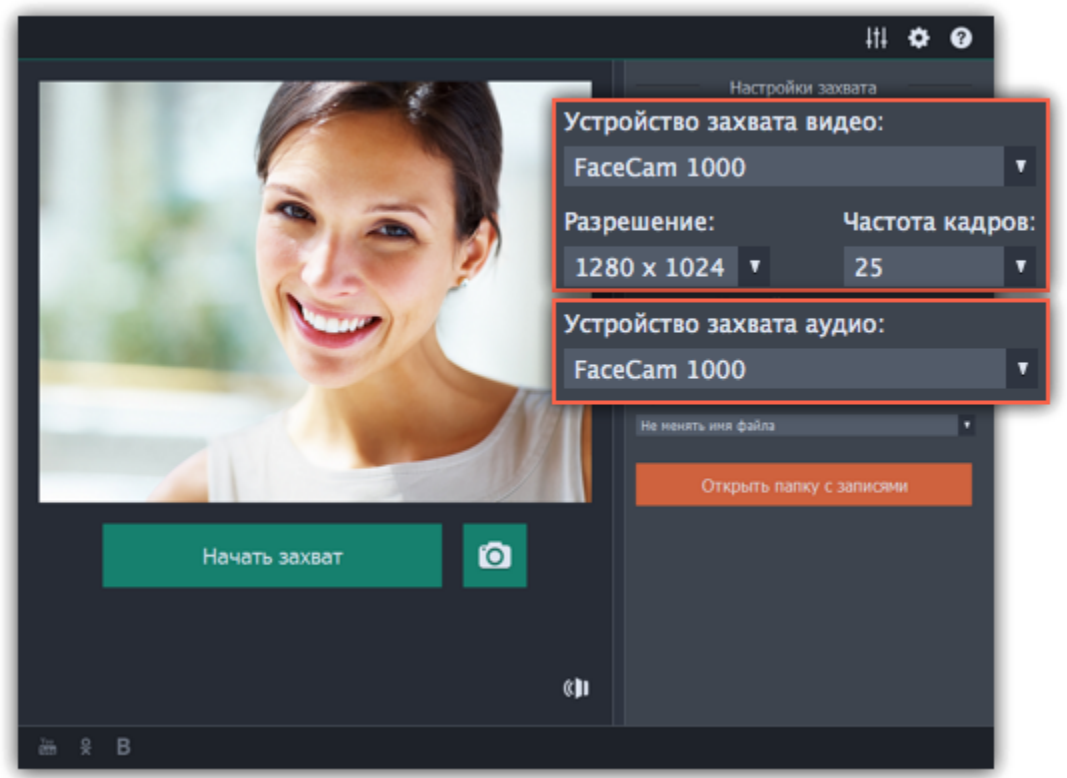 Настройки захвата
Устройство захвата видео:
FaceCam 1000
Разрешение: Частота кадров:
1280 x 1024 25
Устройство захвата аудио:
FaceCam 1000
Не менять имя файла
Открыть папку с записями
Начать захват